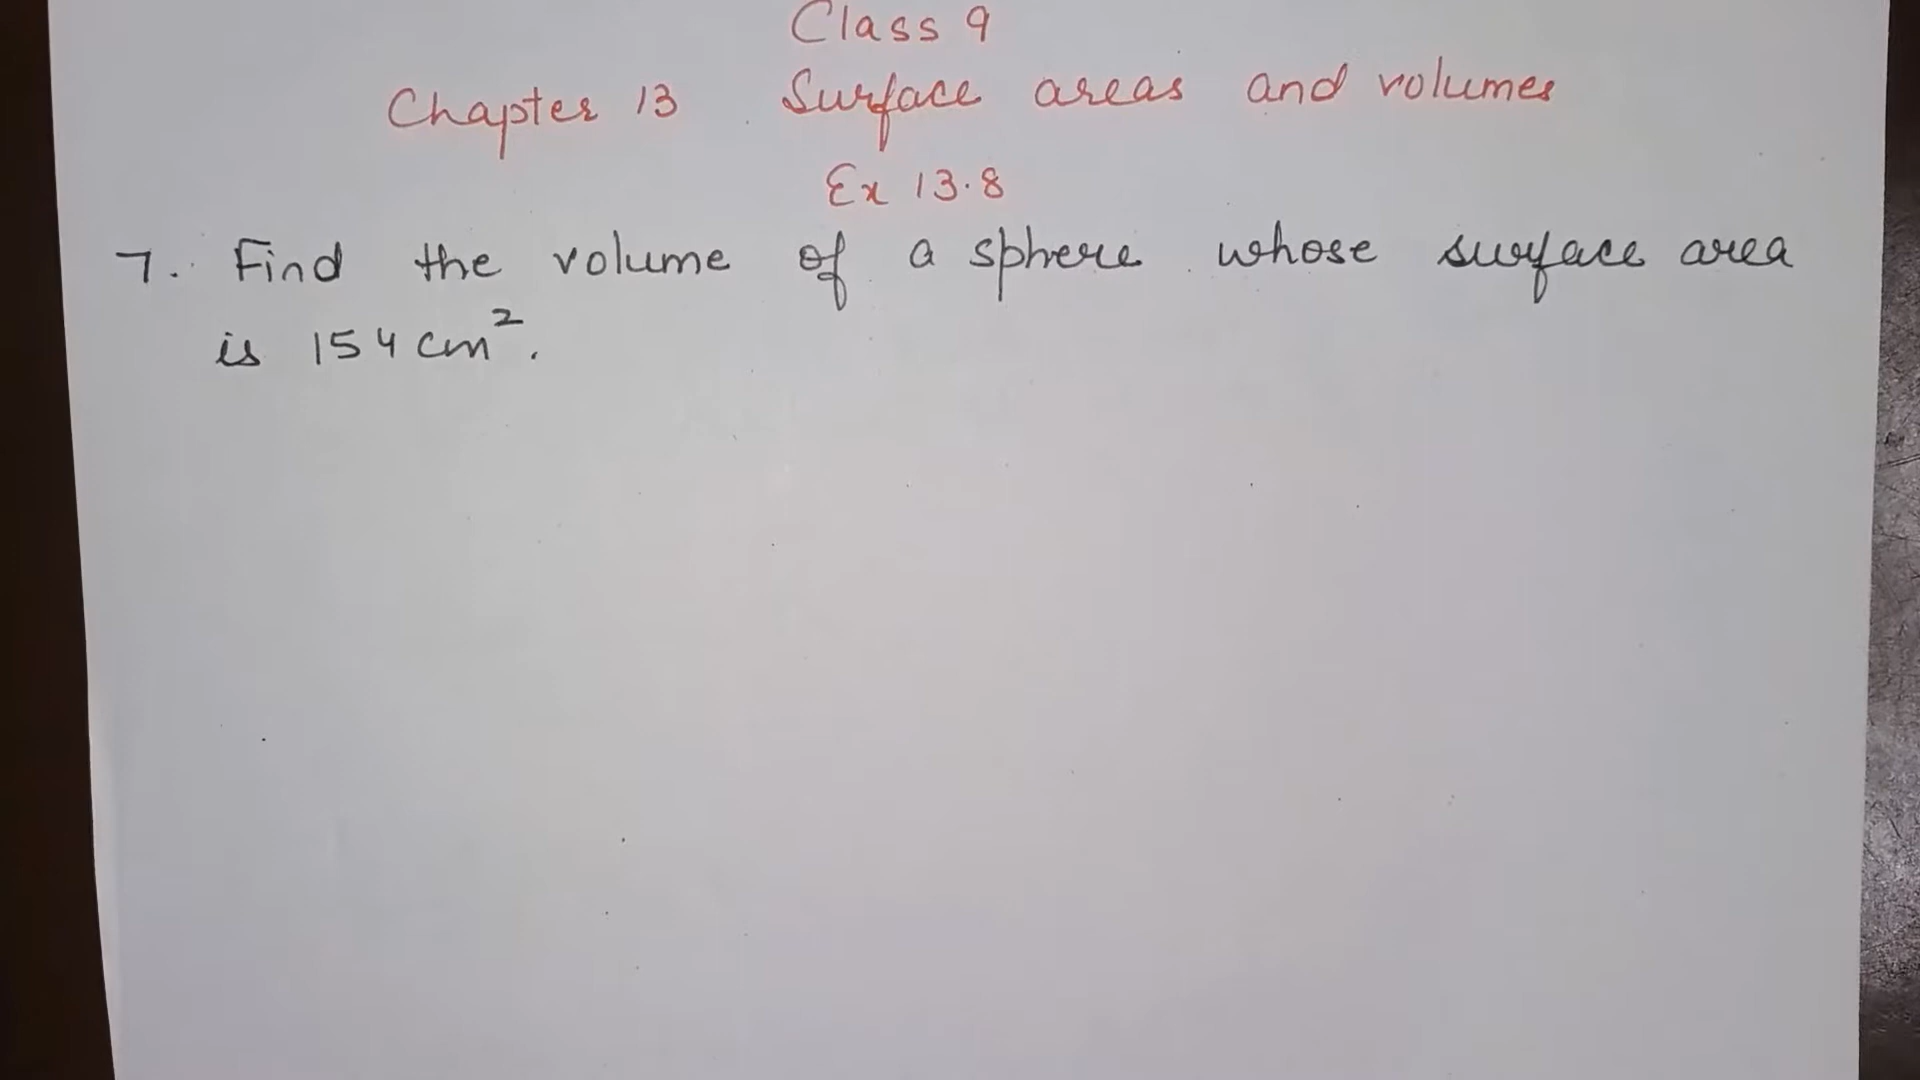 Class 9
Chapter 13 Surface areas and volumes
Ex 13.8
7. Find the volume of a sphere whose surface area
is 154 cm².